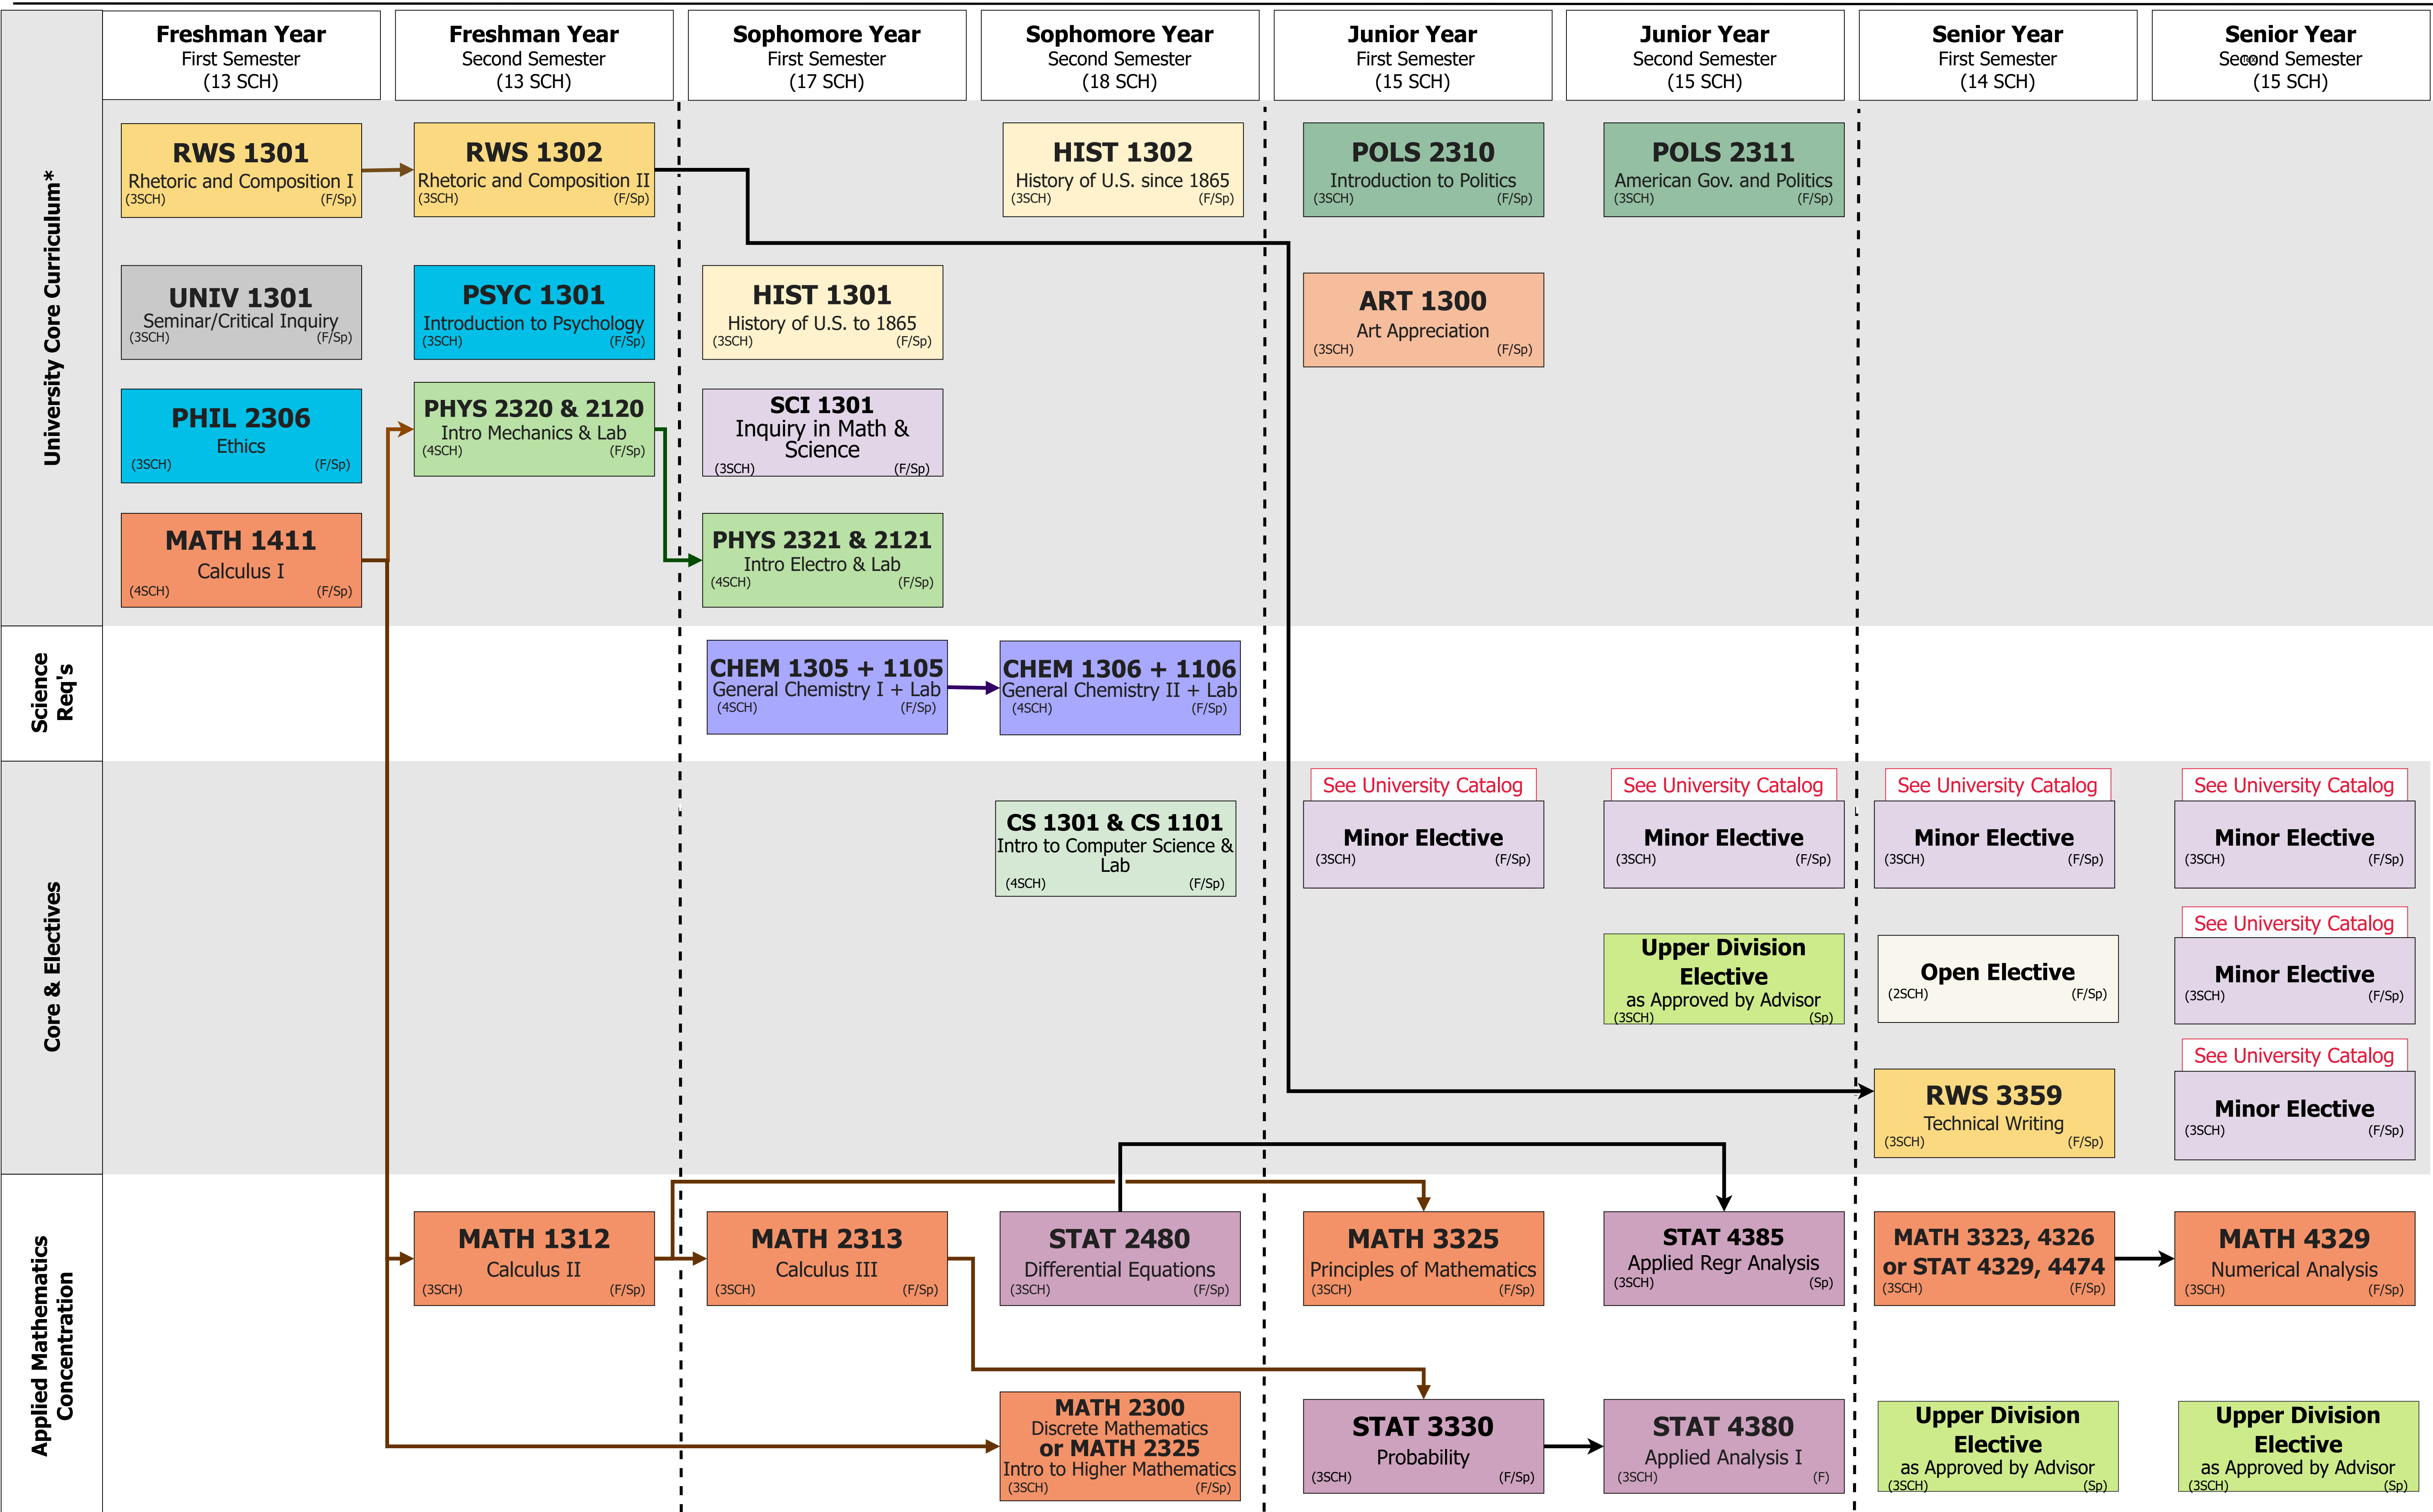 Freshman Year
First Semester
(13 SCH)
Freshman Year
Second Semester
(13 SCH)
Sophomore Year
First Semester
(17 SCH)
Sophomore Year
Second Semester
(18 SCH)
Junior Year
First Semester
(15 SCH)
Junior Year
Second Semester
(15 SCH)
Senior Year
First Semester
(14 SCH)
Senior Year
Second Semester
(15 SCH)
University Core Curriculum*
RWS 1301
Rhetoric and Composition I
(3SCH) (F/Sp)
RWS 1302
Rhetoric and Composition II
(3SCH) (F/Sp)
HIST 1302
History of U.S. since 1865
(3SCH) (F/Sp)
POLS 2310
Introduction to Politics
(3SCH) (F/Sp)
POLS 2311
American Gov. and Politics
(3SCH) (F/Sp)
UNIV 1301
Seminar/Critical Inquiry
(3SCH) (F/Sp)
PSYC 1301
Introduction to Psychology
(3SCH) (F/Sp)
HIST 1301
History of U.S. to 1865
(3SCH) (F/Sp)
ART 1300
Art Appreciation
(3SCH) (F/Sp)
PHIL 2306
Ethics
(3SCH) (F/Sp)
PHYS 2320 & 2120
Intro Mechanics & Lab
(4SCH) (F/Sp)
SCI 1301
Inquiry in Math &
Science
(3SCH) (F/Sp)
MATH 1411
Calculus I
(4SCH) (F/Sp)
PHYS 2321 & 2121
Intro Electro & Lab
(4SCH) (F/Sp)
Science
Req's
CHEM 1305 + 1105
General Chemistry I + Lab
(4SCH) (F/Sp)
CHEM 1306 + 1106
General Chemistry II + Lab
(4SCH) (F/Sp)
Core & Electives
CS 1301 & CS 1101
Intro to Computer Science &
Lab
(4SCH) (F/Sp)
See University Catalog
Minor Elective
(3SCH) (F/Sp)
See University Catalog
Minor Elective
(3SCH) (F/Sp)
See University Catalog
Minor Elective
(3SCH) (F/Sp)
See University Catalog
Minor Elective
(3SCH) (F/Sp)
Upper Division
Elective
as Approved by Advisor
(3SCH) (Sp)
Open Elective
(2SCH) (F/Sp)
See University Catalog
Minor Elective
(3SCH) (F/Sp)
RWS 3359
Technical Writing
(3SCH) (F/Sp)
See University Catalog
Minor Elective
(3SCH) (F/Sp)
Applied Mathematics
Concentration
MATH 1312
Calculus II
(3SCH) (F/Sp)
MATH 2313
Calculus III
(3SCH) (F/Sp)
STAT 2480
Differential Equations
(3SCH) (F/Sp)
MATH 3325
Principles of Mathematics
(3SCH) (F/Sp)
STAT 4385
Applied Regr Analysis
(3SCH) (Sp)
MATH 3323, 4326
or STAT 4329, 4474
(3SCH) (F/Sp)
MATH 4329
Numerical Analysis
(3SCH) (F/Sp)
MATH 2300
Discrete Mathematics
or MATH 2325
Intro to Higher Mathematics
(3SCH) (F/Sp)
STAT 3330
Probability
(3SCH) (F/Sp)
STAT 4380
Applied Analysis I
(3SCH) (F)
Upper Division
Elective
as Approved by Advisor
(3SCH) (Sp)
Upper Division
Elective
as Approved by Advisor
(3SCH) (Sp)